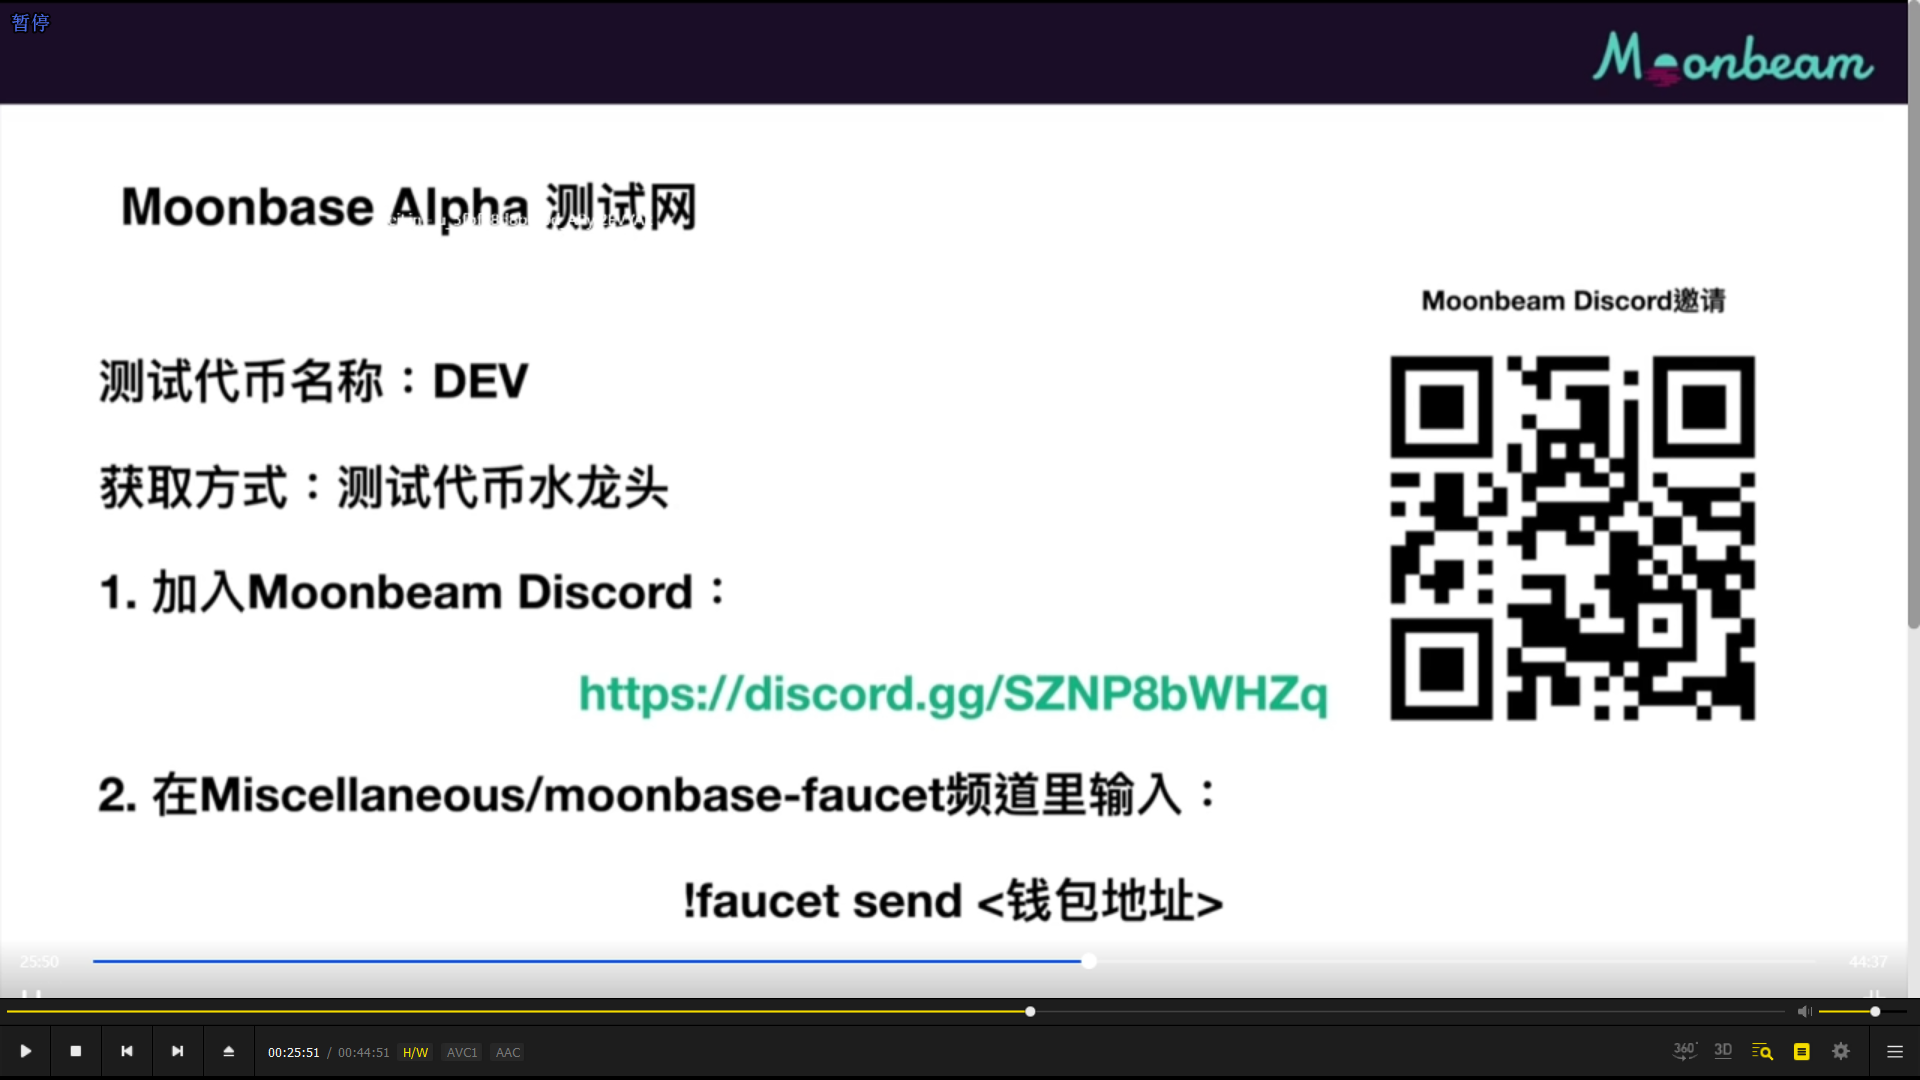 暂停
Moonbeam
Moonbase Alpha 测试网
Moonbeam Discord邀请
测试代币名称：DEV
获取方式：测试代币水龙头
1. 加入Moonbeam Discord：
https://discord.gg/SZNP8bWHZq
2. 在Miscellaneous/moonbase-faucet频道里输入：
!faucet send <钱包地址>
25:50
44:37
00:25:51 / 00:44:51 H/W AVC1 AAC
360° 3D